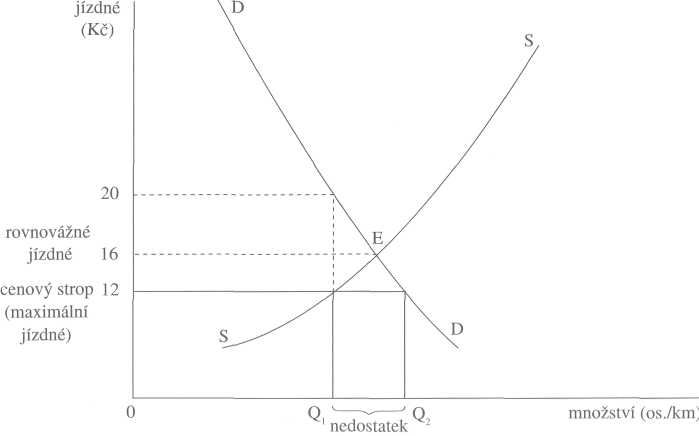 jízdné
(Kč)
D
S
20
rovnovážné
jízdné
16
E
cenový strop
12
(maximální
jízdné)
S
D
0
Q1
Q2
nedostatek
množství (os./km)